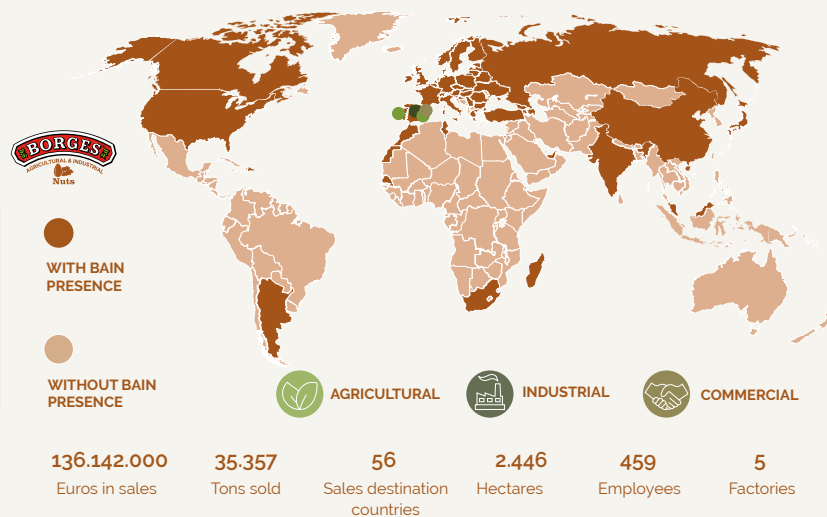 BORGES
AGRICULTURAL & INDUSTRIAL
Nuts
WITH BAIN
PRESENCE
WITHOUT BAIN
PRESENCE
AGRICULTURAL
INDUSTRIAL
COMMERCIAL
136.142.000
Euros in sales
35.357
Tons sold
56
Sales destination
countries
2.446
Hectares
459
Employees
5
Factories